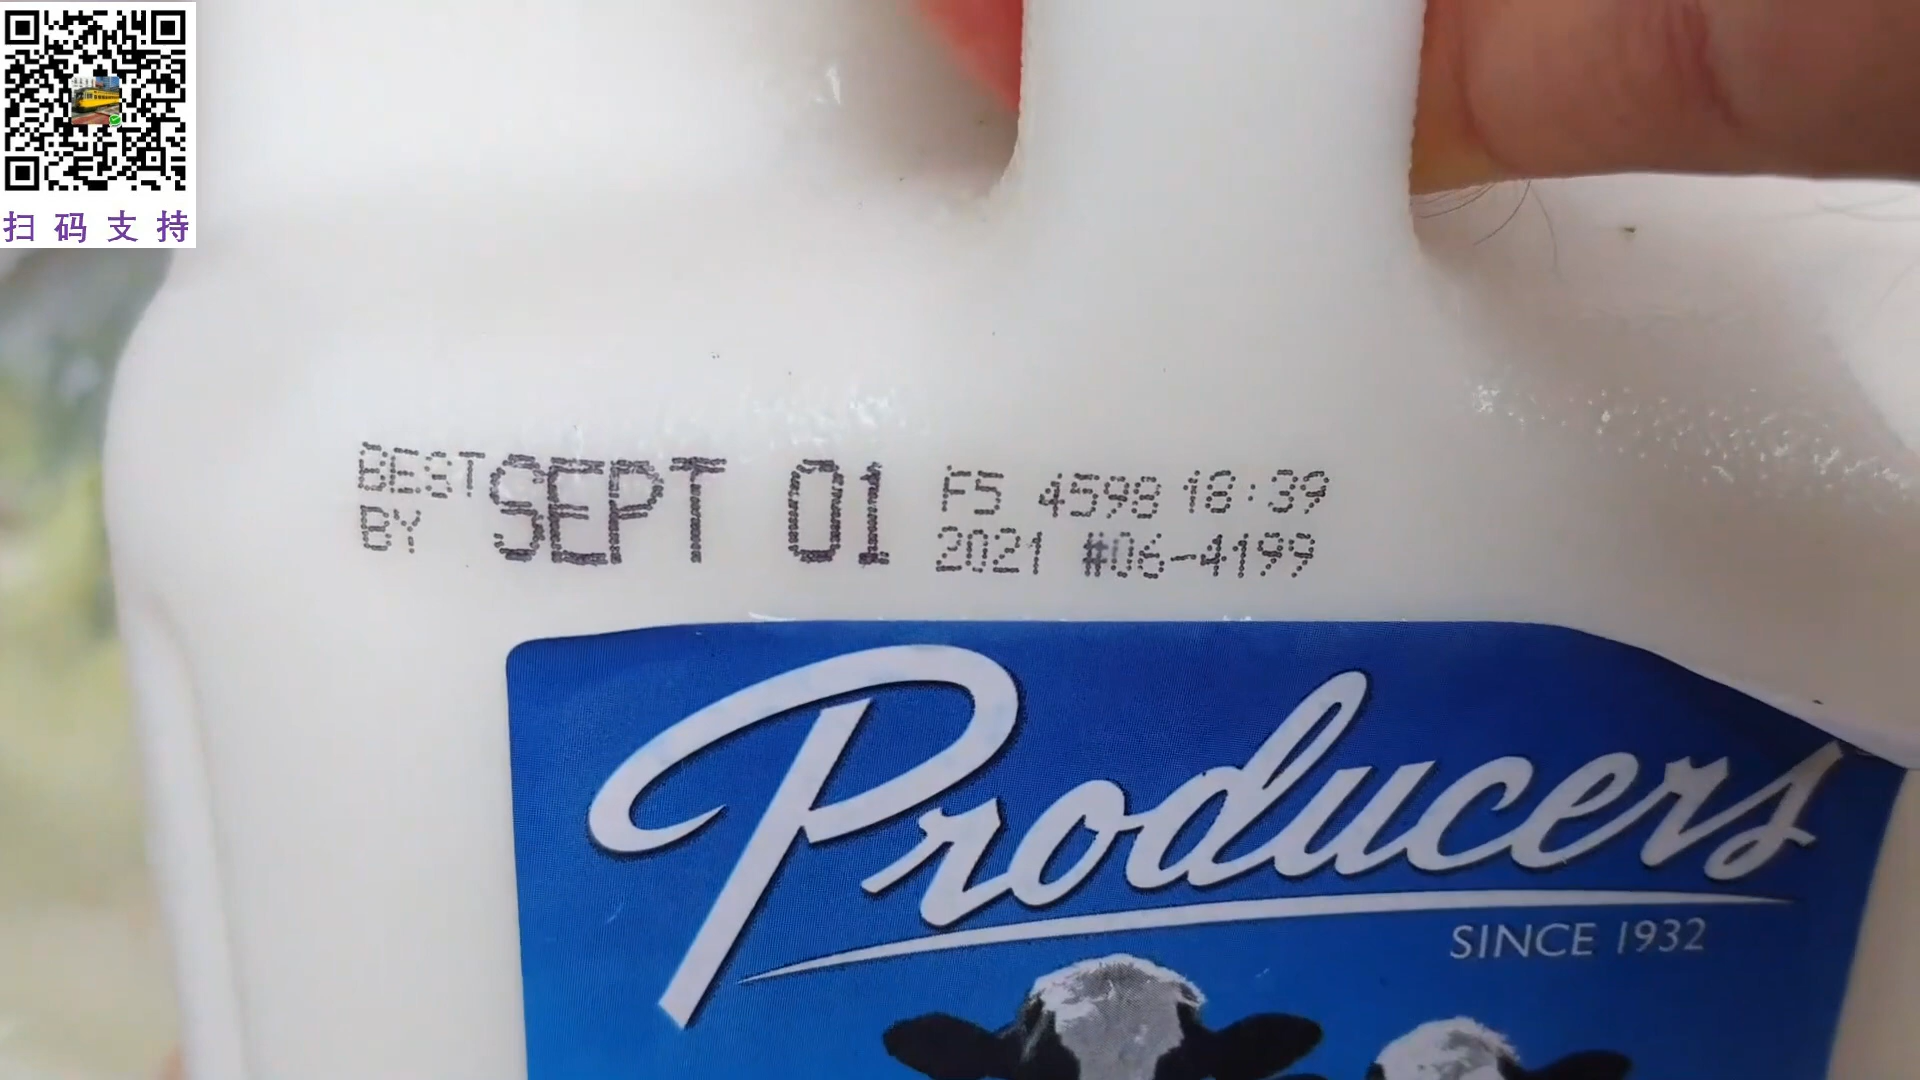 扫码支持
BEST BY SEPT 01
F5 4598 18:39
2021 #06-4199
Producers
SINCE 1932